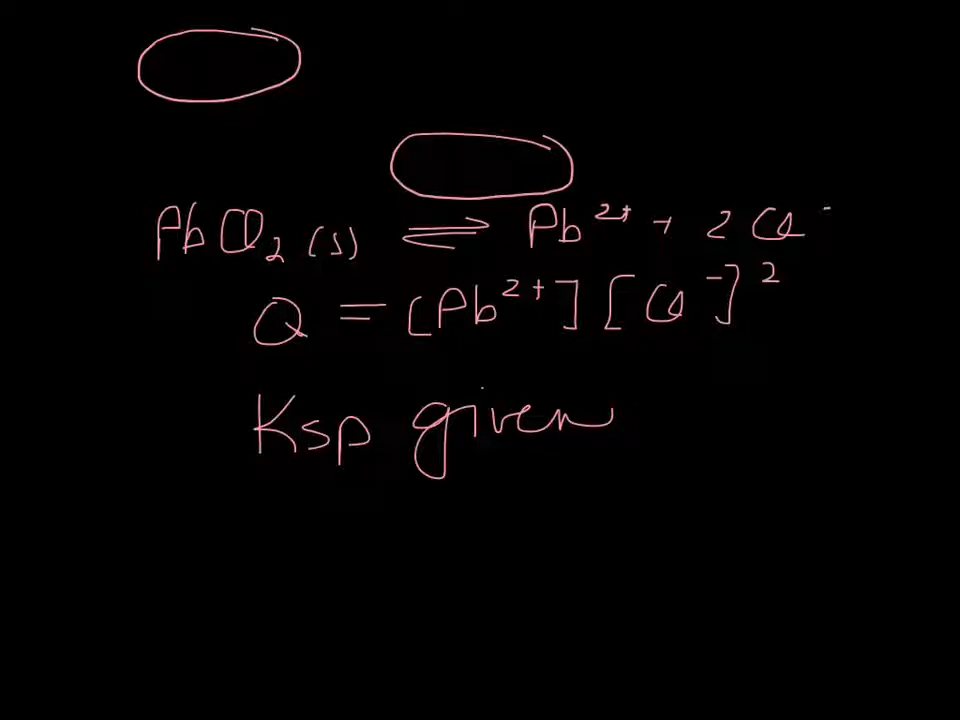 PbCl₂ (s) ⇌ Pb²⁺ + 2 Cl⁻
Q = [Pb²⁺] [Cl⁻]²
Ksp given